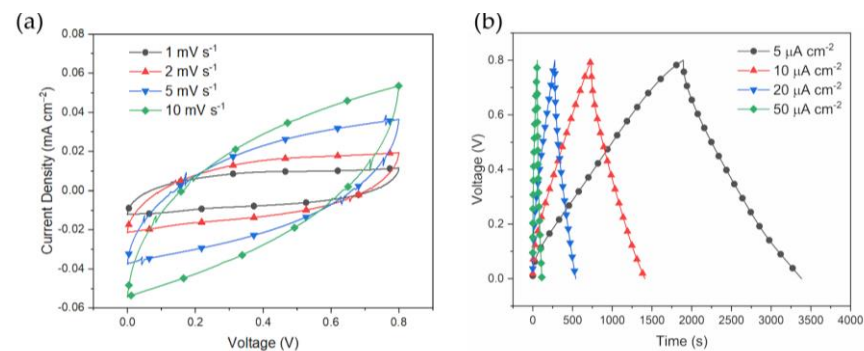 (a)
0.08
0.06
0.04
0.02
0.00
-0.02
-0.04
-0.06
Current Density (mA cm⁻²)
1 mV s⁻¹
2 mV s⁻¹
5 mV s⁻¹
10 mV s⁻¹
0.0 0.2 0.4 0.6 0.8
Voltage (V)
(b)
1.0
0.8
0.6
0.4
0.2
0.0
Voltage (V)
5 μA cm⁻²
10 μA cm⁻²
20 μA cm⁻²
50 μA cm⁻²
0 500 1000 1500 2000 2500 3000 3500 4000
Time (s)